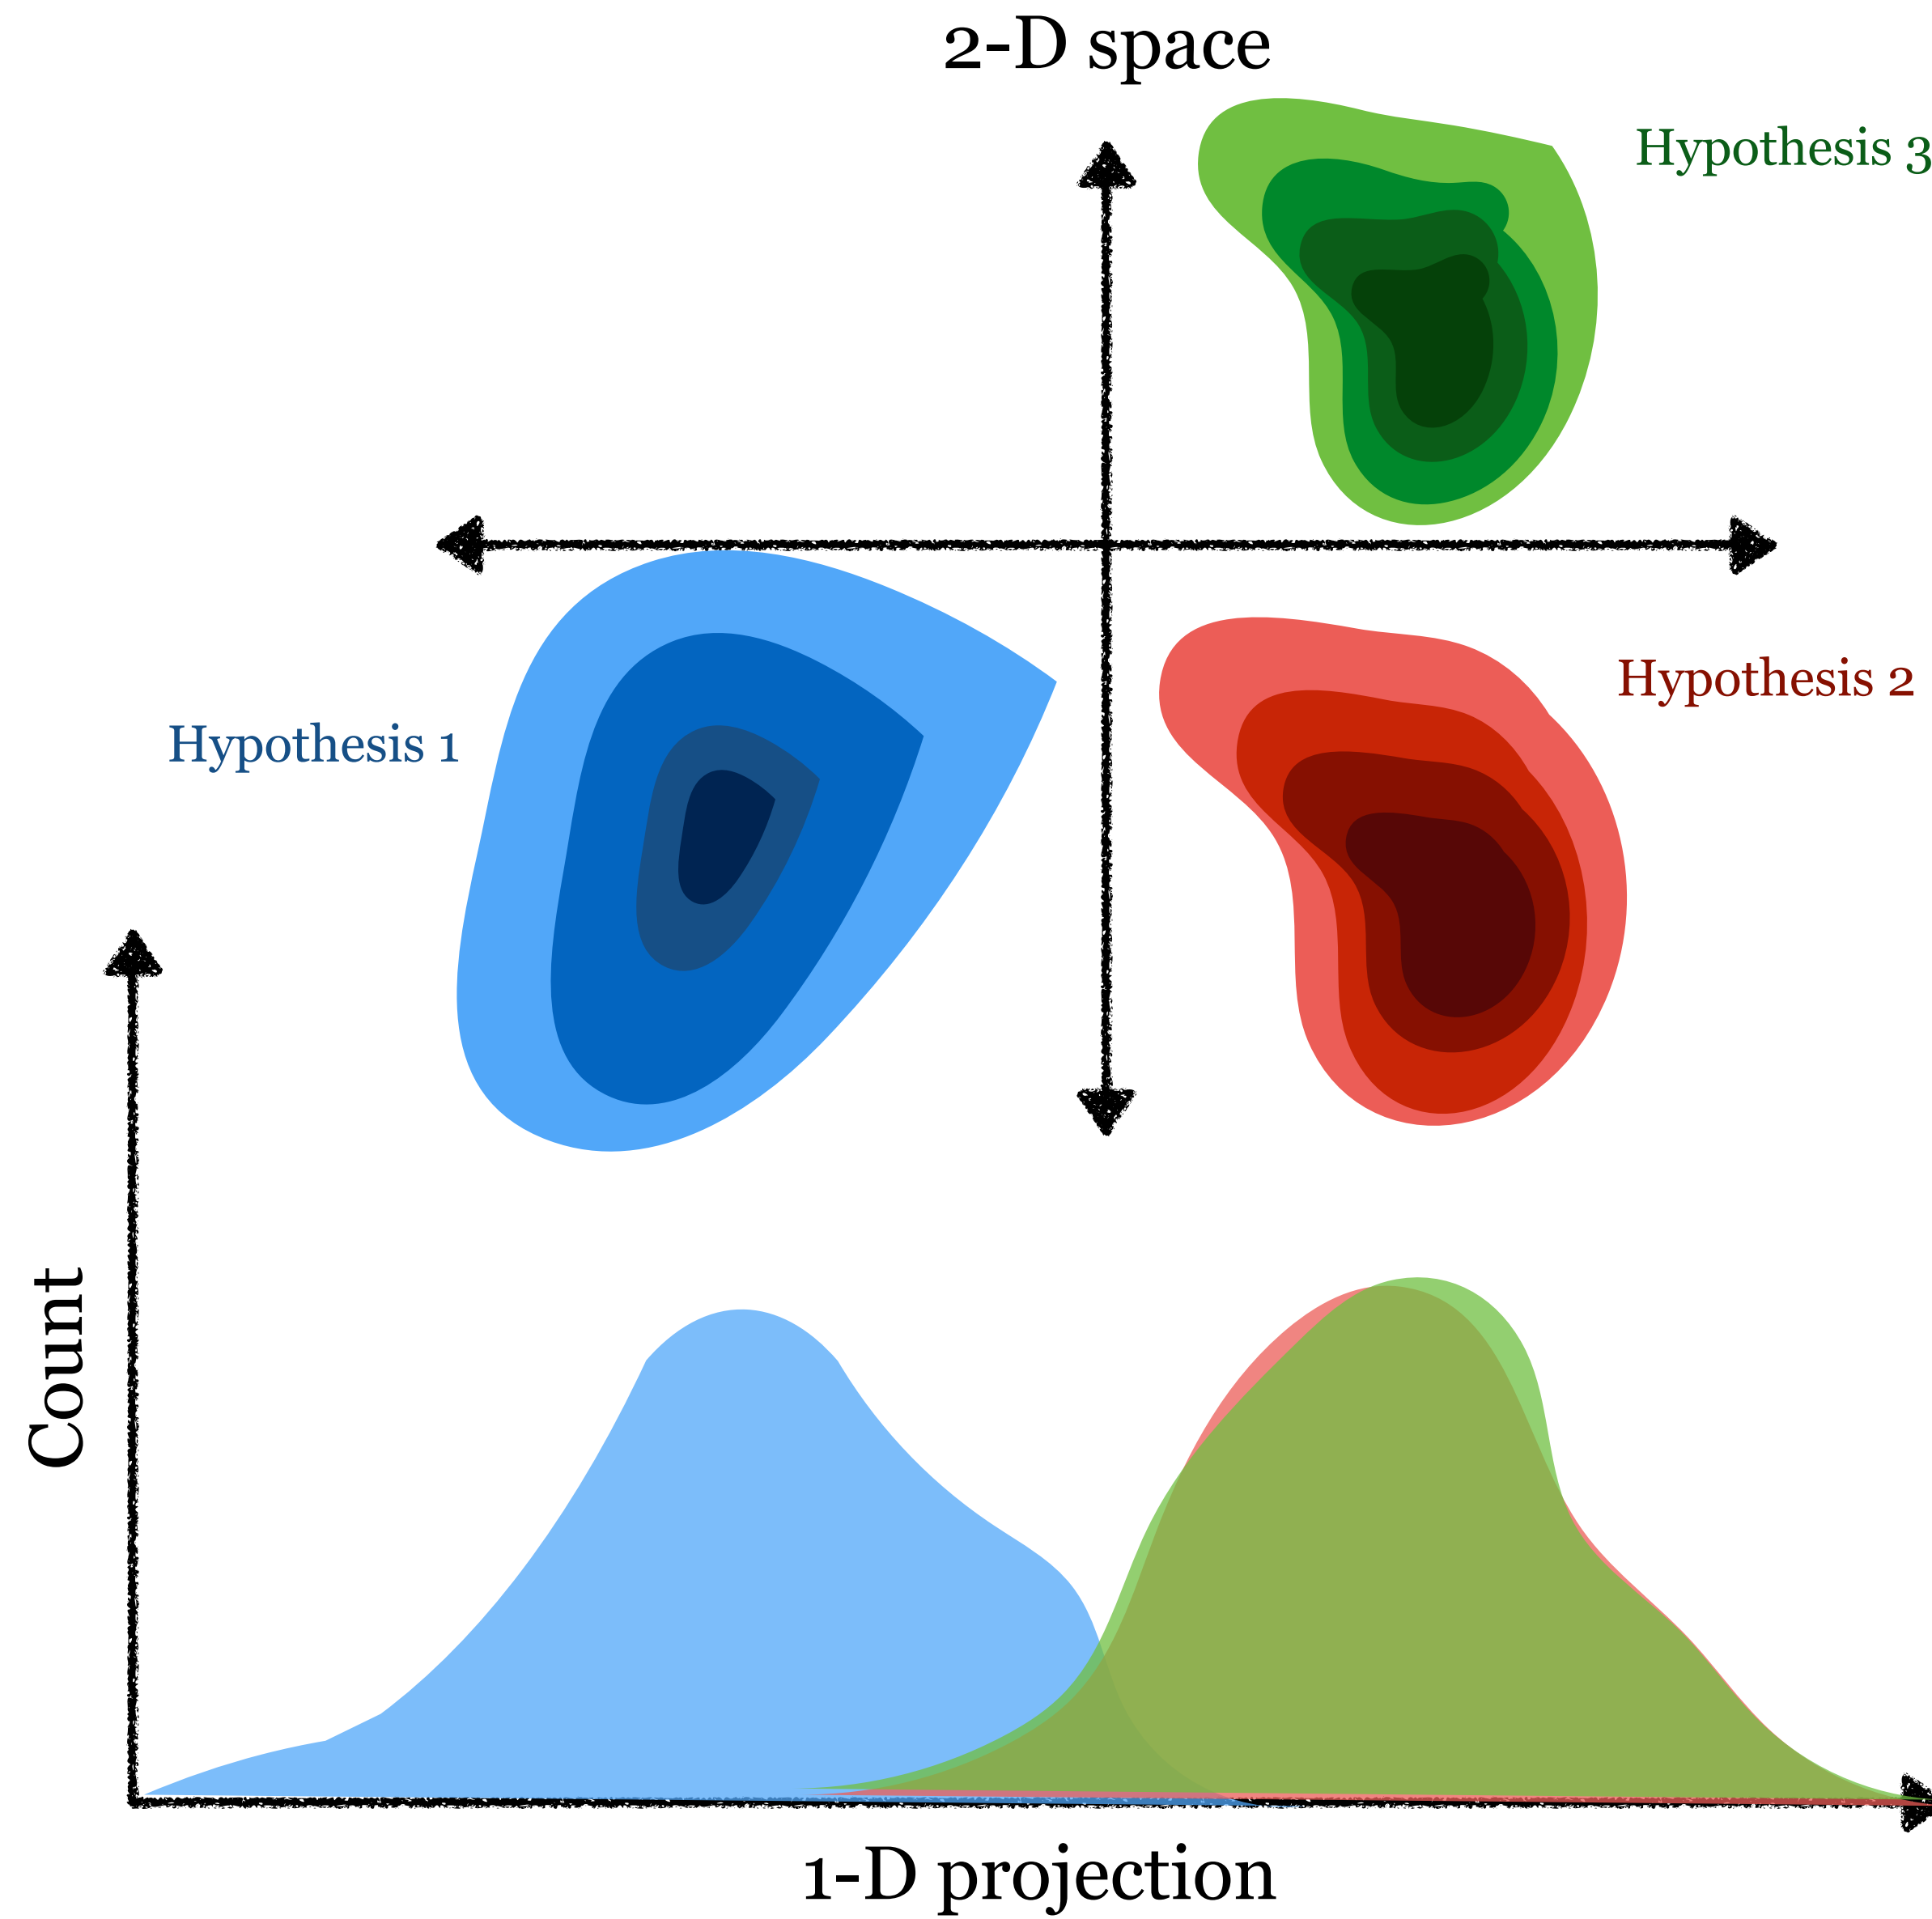 2-D space
Hypothesis 3
Hypothesis 2
Hypothesis 1
Count
1-D projection